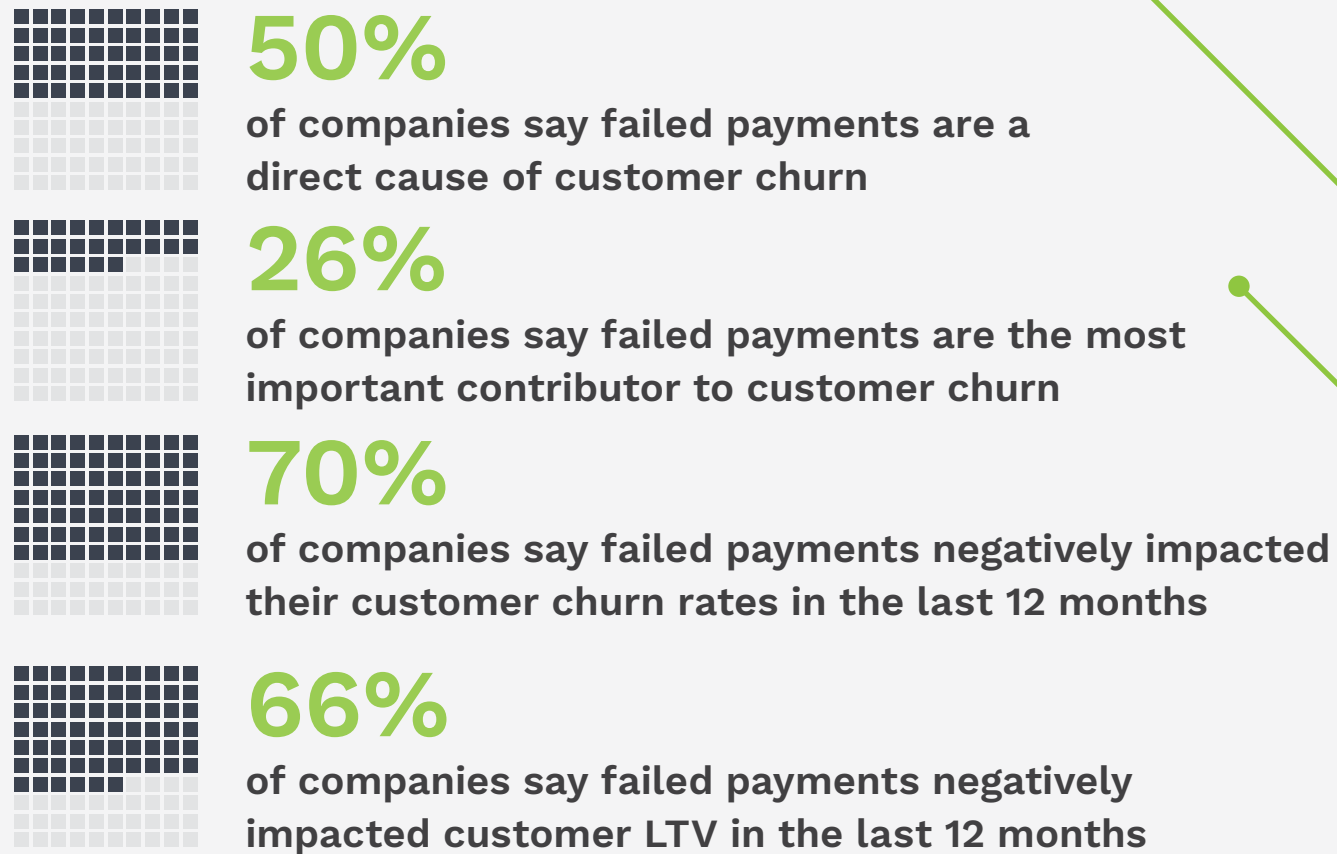 50%
of companies say failed payments are a
direct cause of customer churn
26%
of companies say failed payments are the most
important contributor to customer churn
70%
of companies say failed payments negatively impacted
their customer churn rates in the last 12 months
66%
of companies say failed payments negatively
impacted customer LTV in the last 12 months